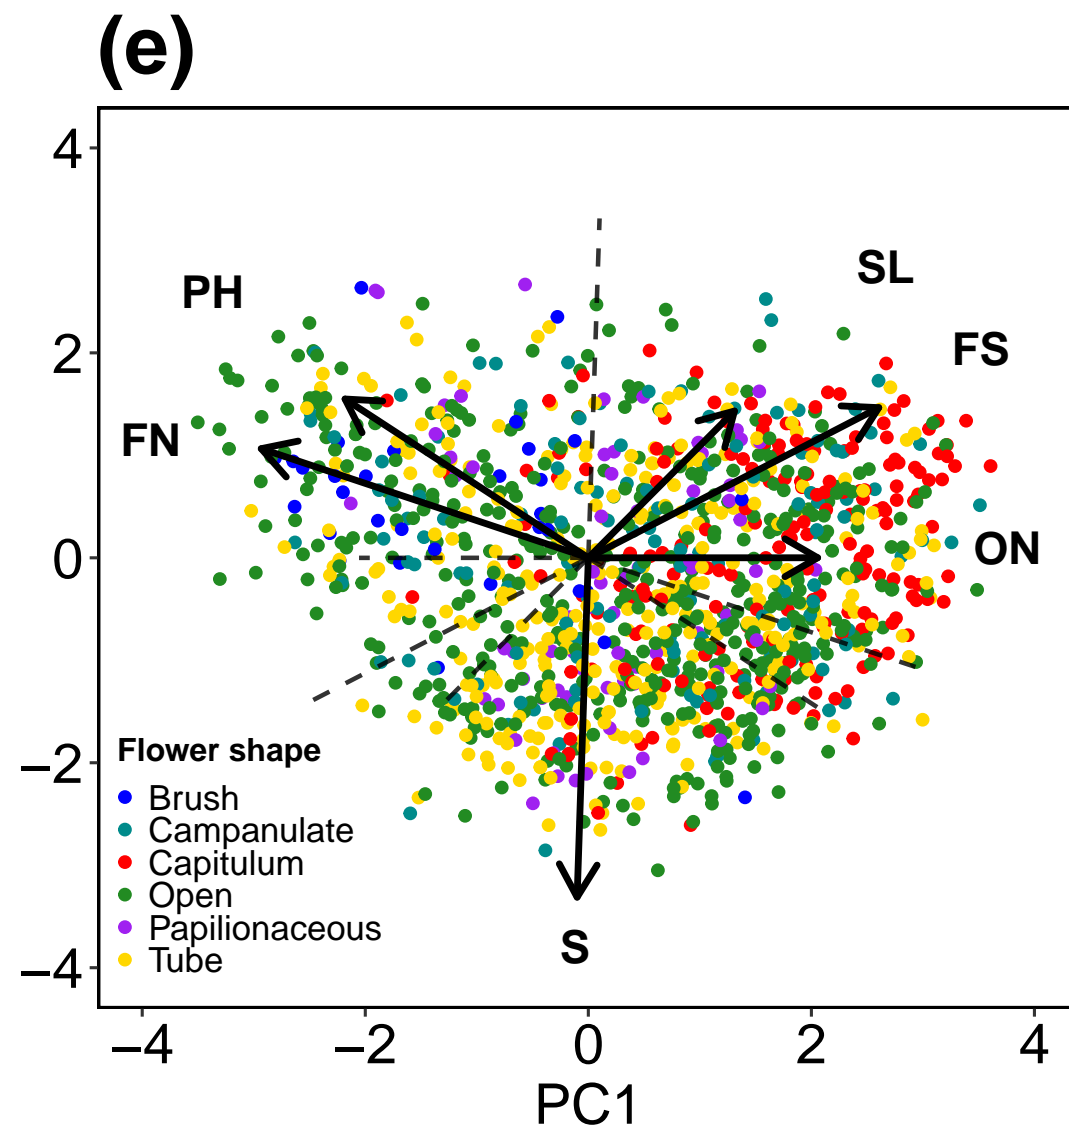 (e)
4
2
0
−2
−4
PH
FN
SL
FS
ON
S
Flower shape
Brush
Campanulate
Capitulum
Open
Papilionaceous
Tube
−4 −2 0 2 4
PC1